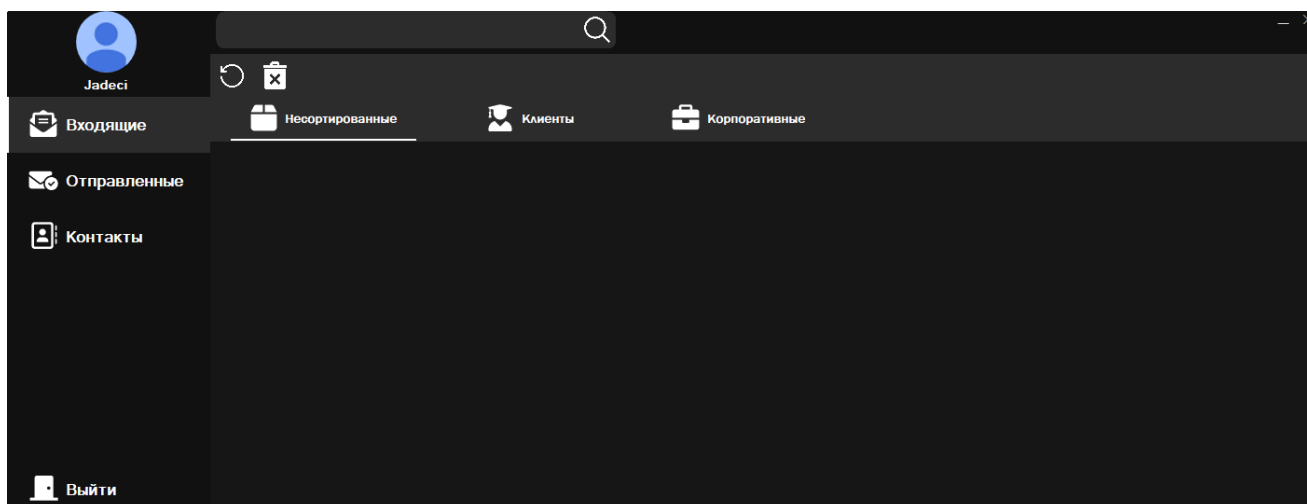 Jadeci
Входящие
Отправленные
Контакты
Выйти
Несортированные
Клиенты
Корпоративные